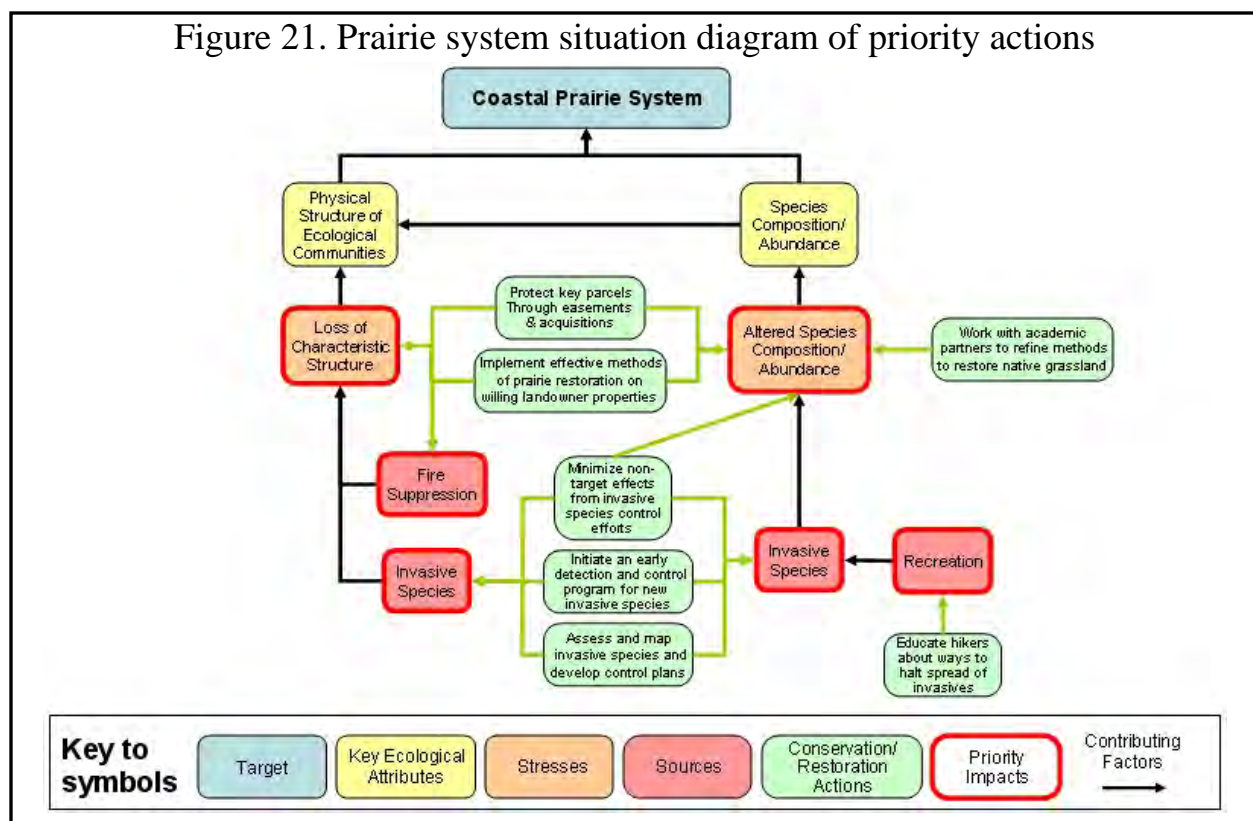 Figure 21. Prairie system situation diagram of priority actions
Coastal Prairie System
Physical
Structure of
Ecological
Communities
Species
Composition/
Abundance
Protect key parcels
Through easements
& acquisitions
Loss of
Characteristic
Structure
Altered Species
Composition/
Abundance
Work with academic
partners to refine methods
to restore native grassland
Implement effective methods
of prairie restoration on
willing landowner properties
Fire
Suppression
Minimize non-
target effects
from invasive
species control
efforts
Invasive
Species
Initiate an early
detection and control
program for new
invasive species
Invasive
Species
Recreation
Assess and map
invasive species and
develop control plans
Educate hikers
about ways to
halt spread of
invasives
Key to
symbols
Target
Key Ecological
Attributes
Stresses
Sources
Conservation/
Restoration
Actions
Priority
Impacts
Contributing
Factors